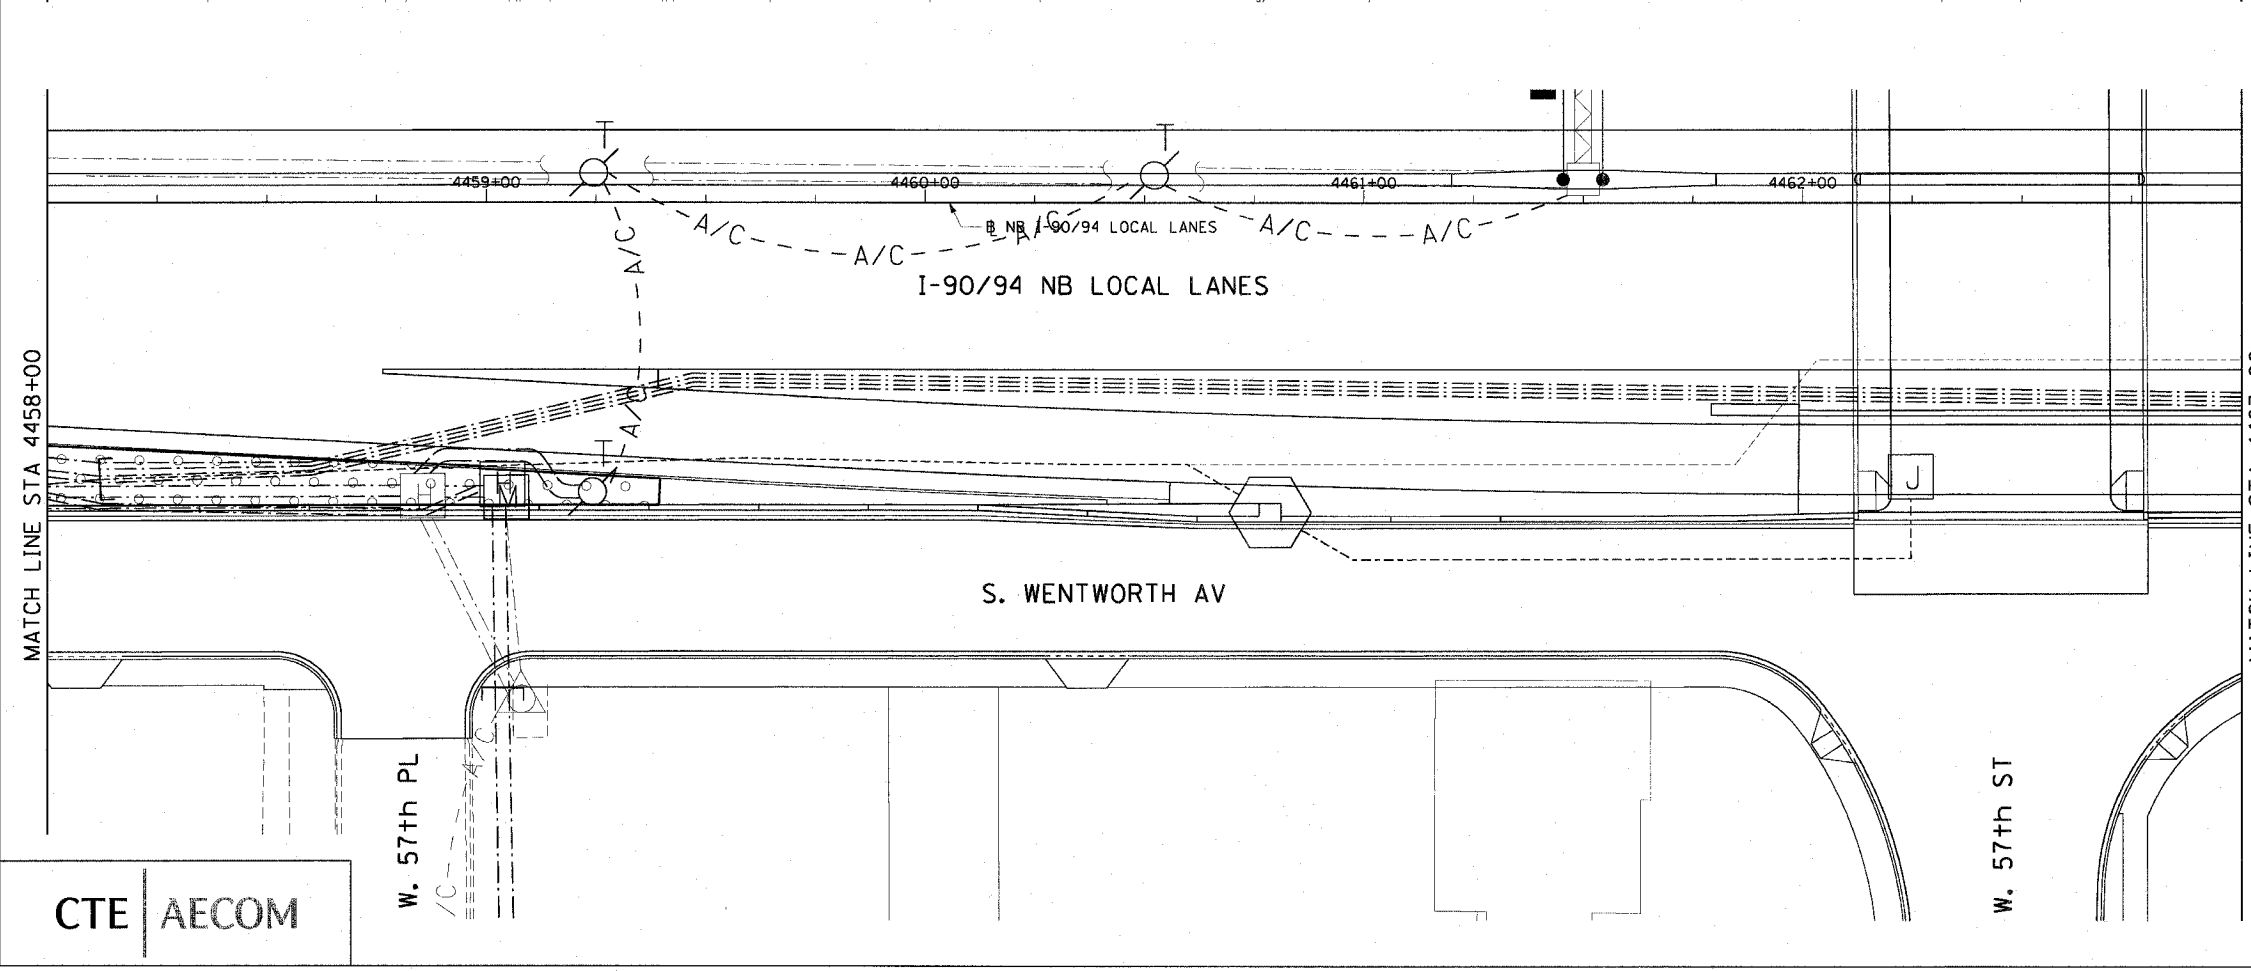 T
T
4459+00
4460+00
4461+00
4462+00
A/C
A/C
A/C
A/C
A/C
A/C
NB I-90/94 LOCAL LANES
I-90/94 NB LOCAL LANES
MATCH LINE STA 4458+00
A/C
T
H
M
J
S. WENTWORTH AV
A/C
/C
W. 57th PL
W. 57th ST
CTE | AECOM